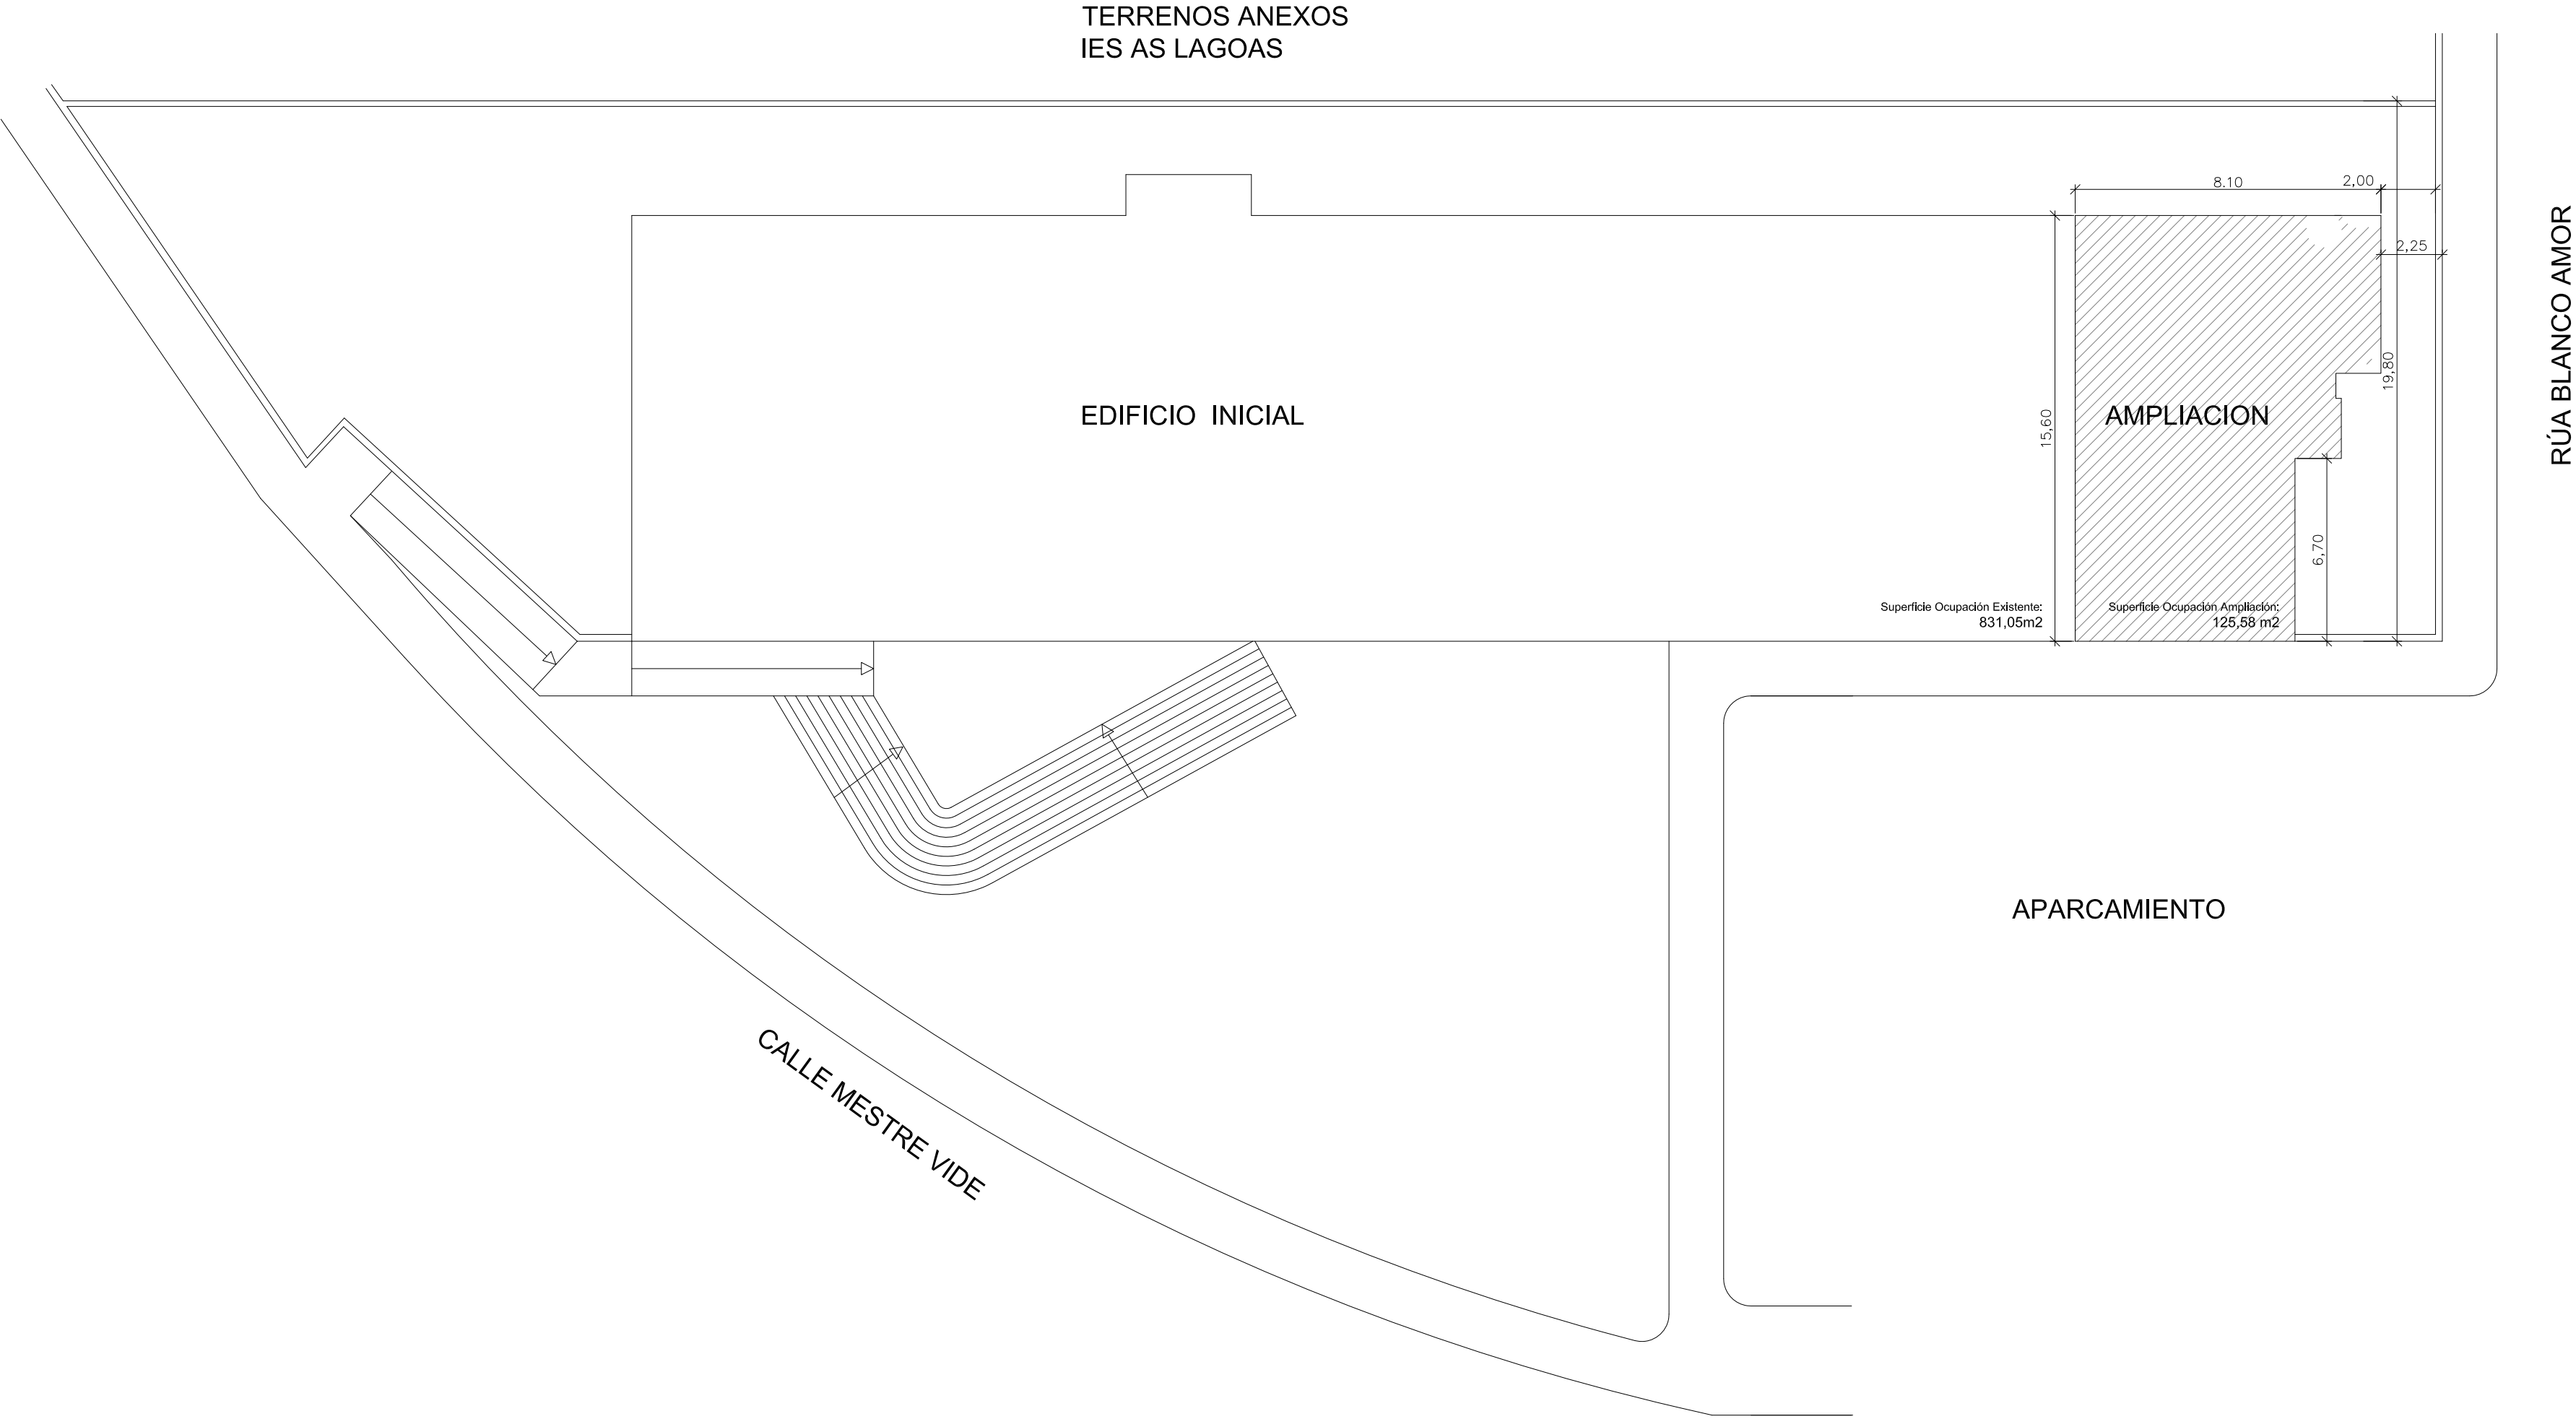 TERRENOS ANEXOS
IES AS LAGOAS
8.10
2,00
2,25
RÚA BLANCO AMOR
19,80
EDIFICIO INICIAL
15,60
AMPLIACION
6,70
Superficie Ocupación Existente:
831,05m2
Superficie Ocupación Ampliación:
125,58 m2
APARCAMIENTO
CALLE MESTRE VIDE